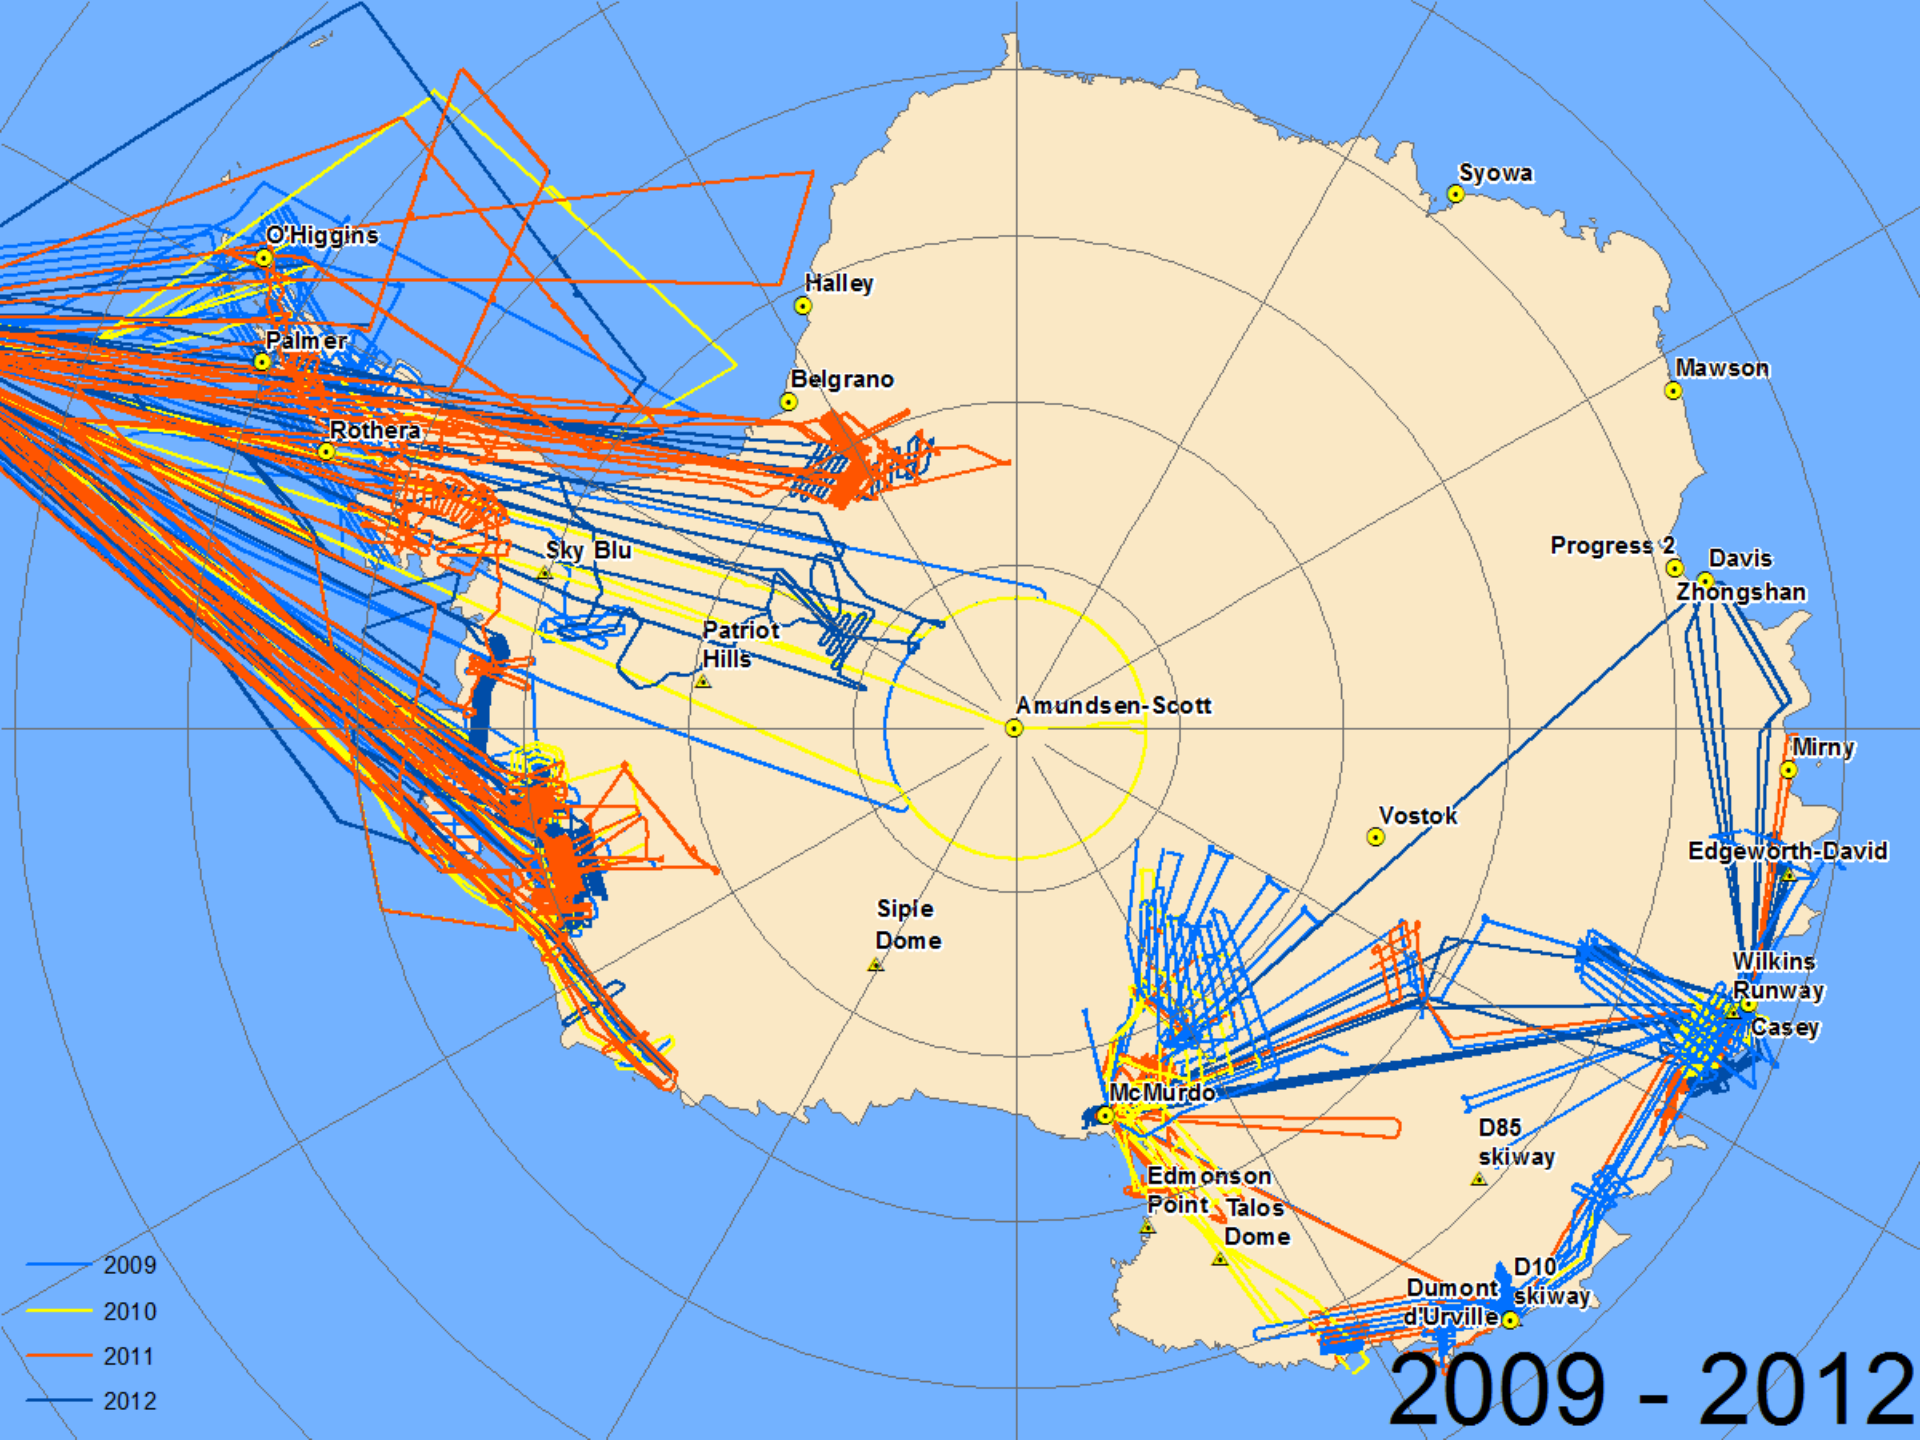 Syowa
O'Higgins
Halley
Palmer
Mawson
Belgrano
Rothera
Progress 2
Sky Blu
Davis
Zhongshan
Patriot
Hills
Amundsen-Scott
Mirny
Vostok
Edgeworth-David
Siple
Dome
Wilkins
Runway
Casey
McMurdo
D85
skiway
Edmonson
Point
Talos
Dome
D10
skiway
Dumont
d'Urville
2009
2010
2011
2012
2009 - 2012